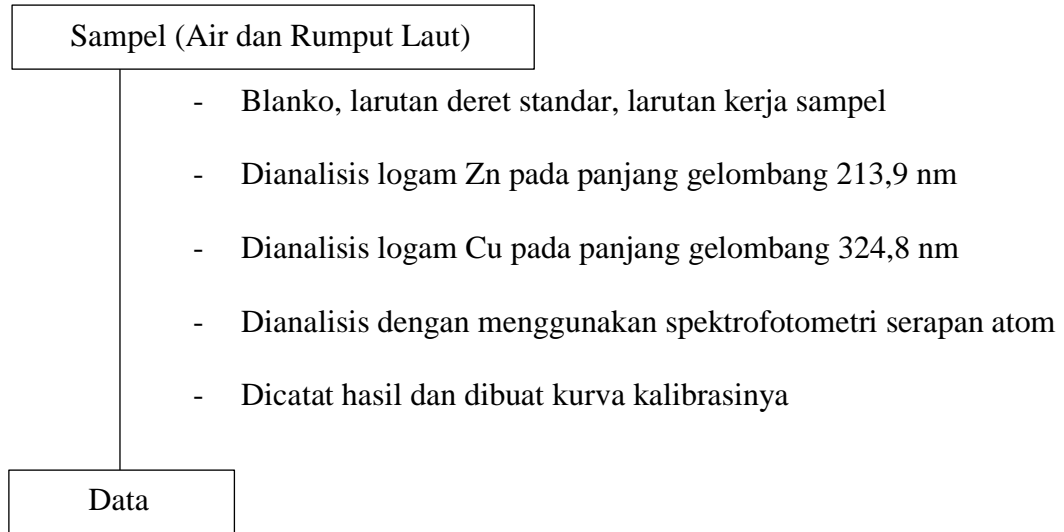 Sampel (Air dan Rumput Laut)
- Blanko, larutan deret standar, larutan kerja sampel
- Dianalisis logam Zn pada panjang gelombang 213,9 nm
- Dianalisis logam Cu pada panjang gelombang 324,8 nm
- Dianalisis dengan menggunakan spektrofotometri serapan atom
- Dicatat hasil dan dibuat kurva kalibrasinya
Data